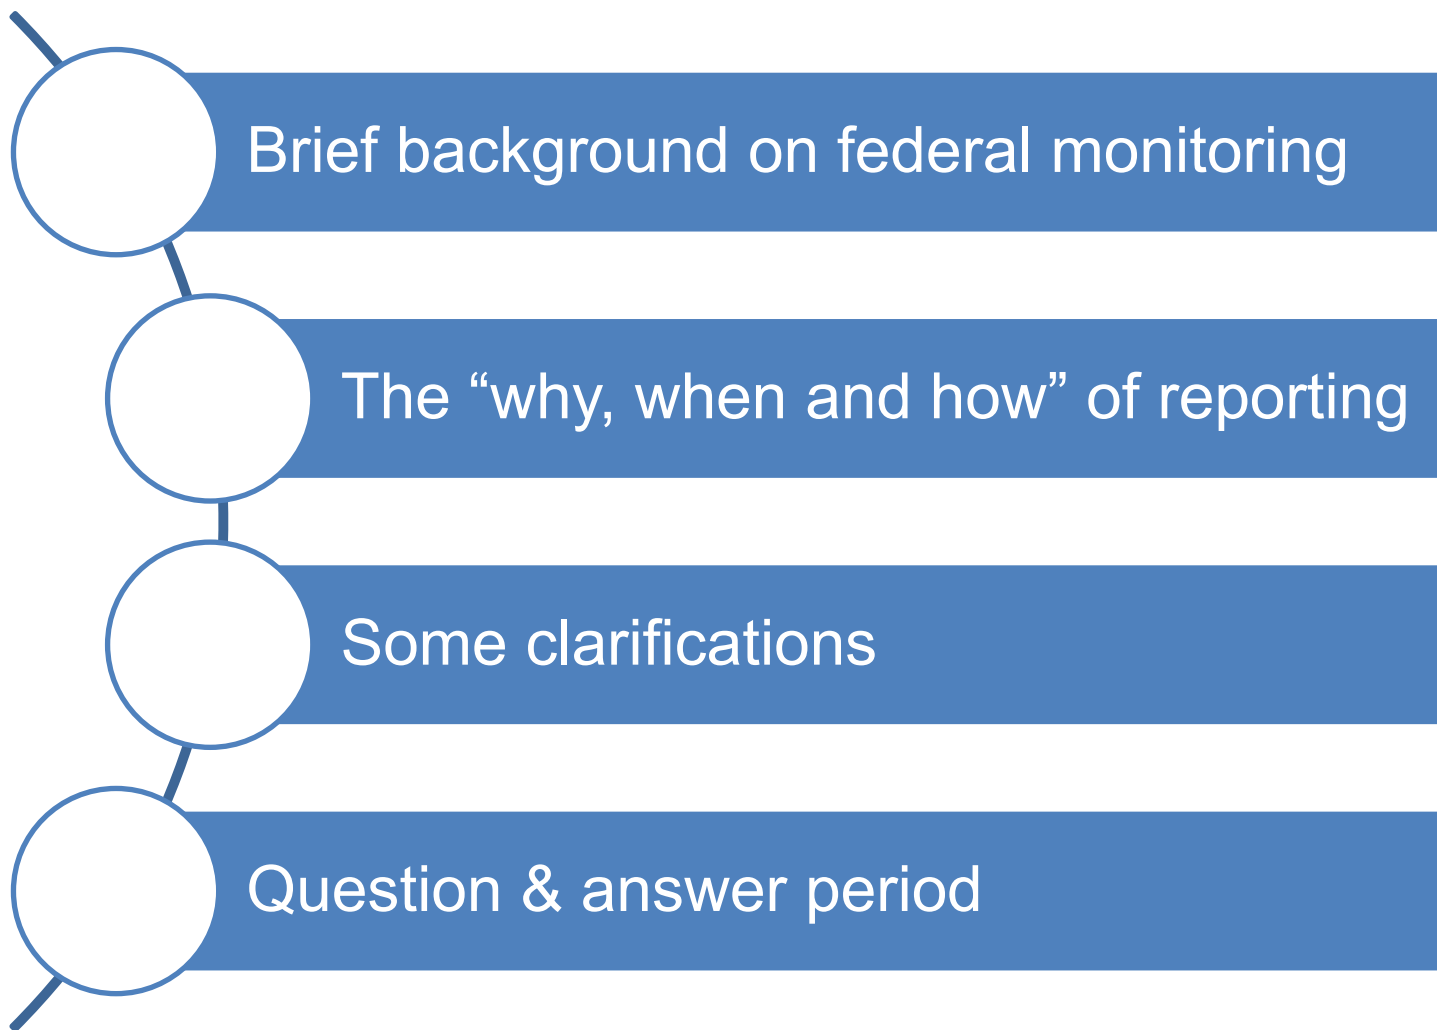 Brief background on federal monitoring
The “why, when and how” of reporting
Some clarifications
Question & answer period